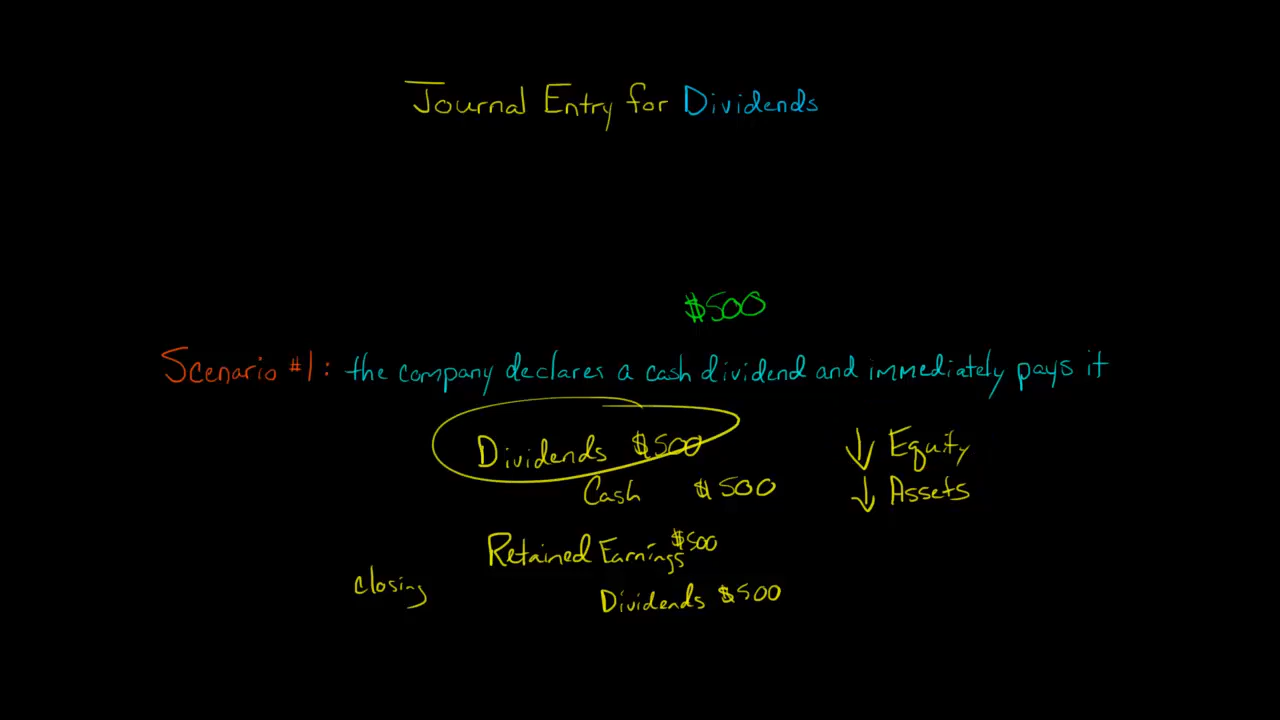 Journal Entry for Dividends
$500
Scenario #1: the company declares a cash dividend and immediately pays it
Dividends $500 ↓ Equity
Cash $500 ↓ Assets
Retained Earnings $500
closing
Dividends $500